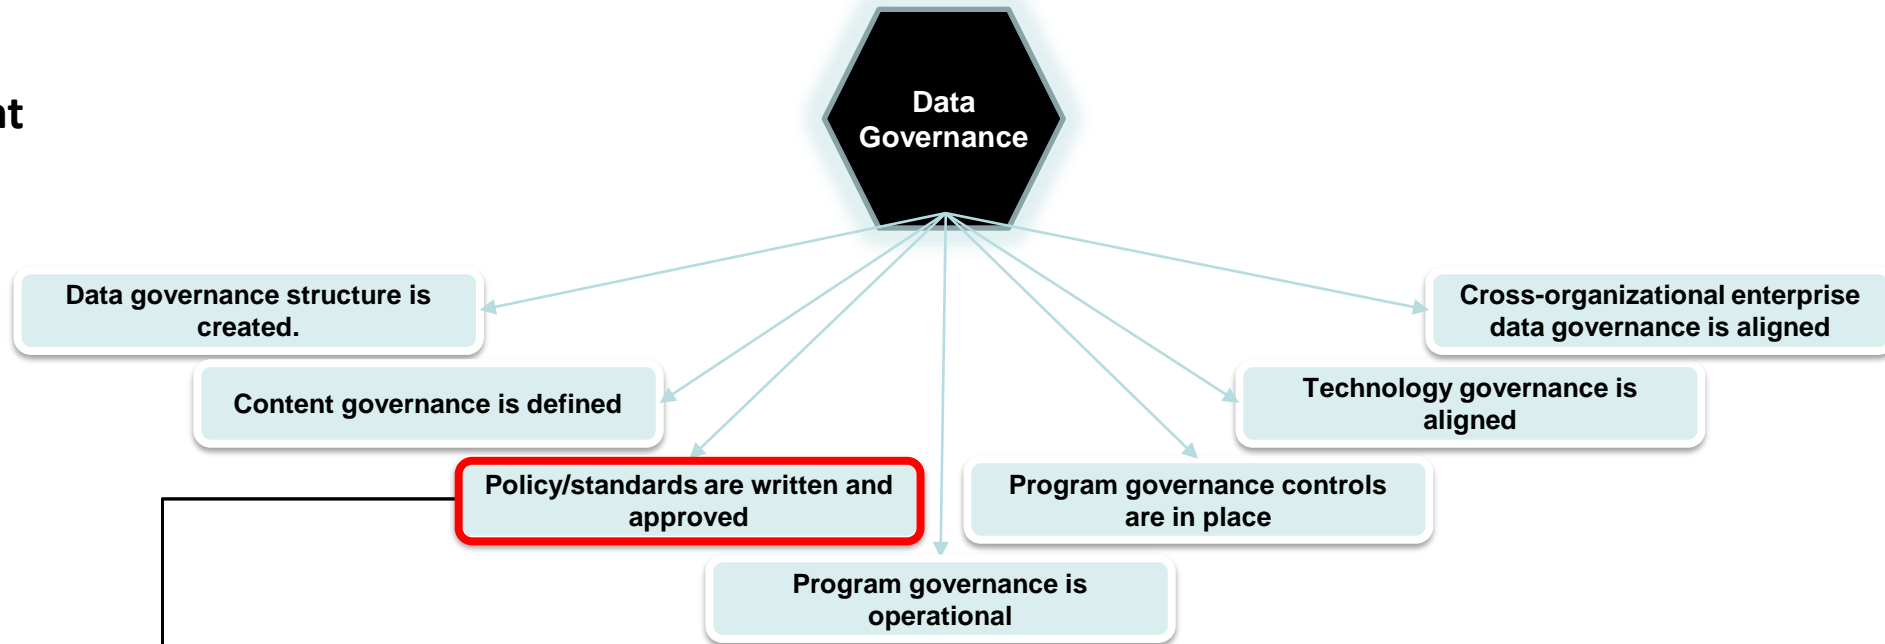 Data
Governance
Data governance structure is
created.
Cross-organizational enterprise
data governance is aligned
Content governance is defined
Technology governance is
aligned
Policy/standards are written and
approved
Program governance controls
are in place
Program governance is
operational